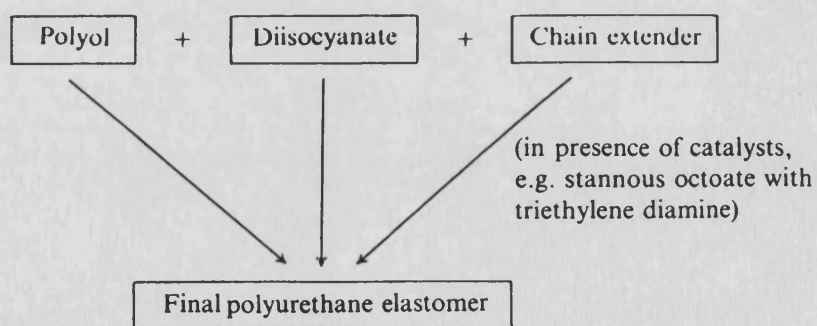 Polyol + Diisocyanate + Chain extender
(in presence of catalysts,
e.g. stannous octoate with
triethylene diamine)
Final polyurethane elastomer